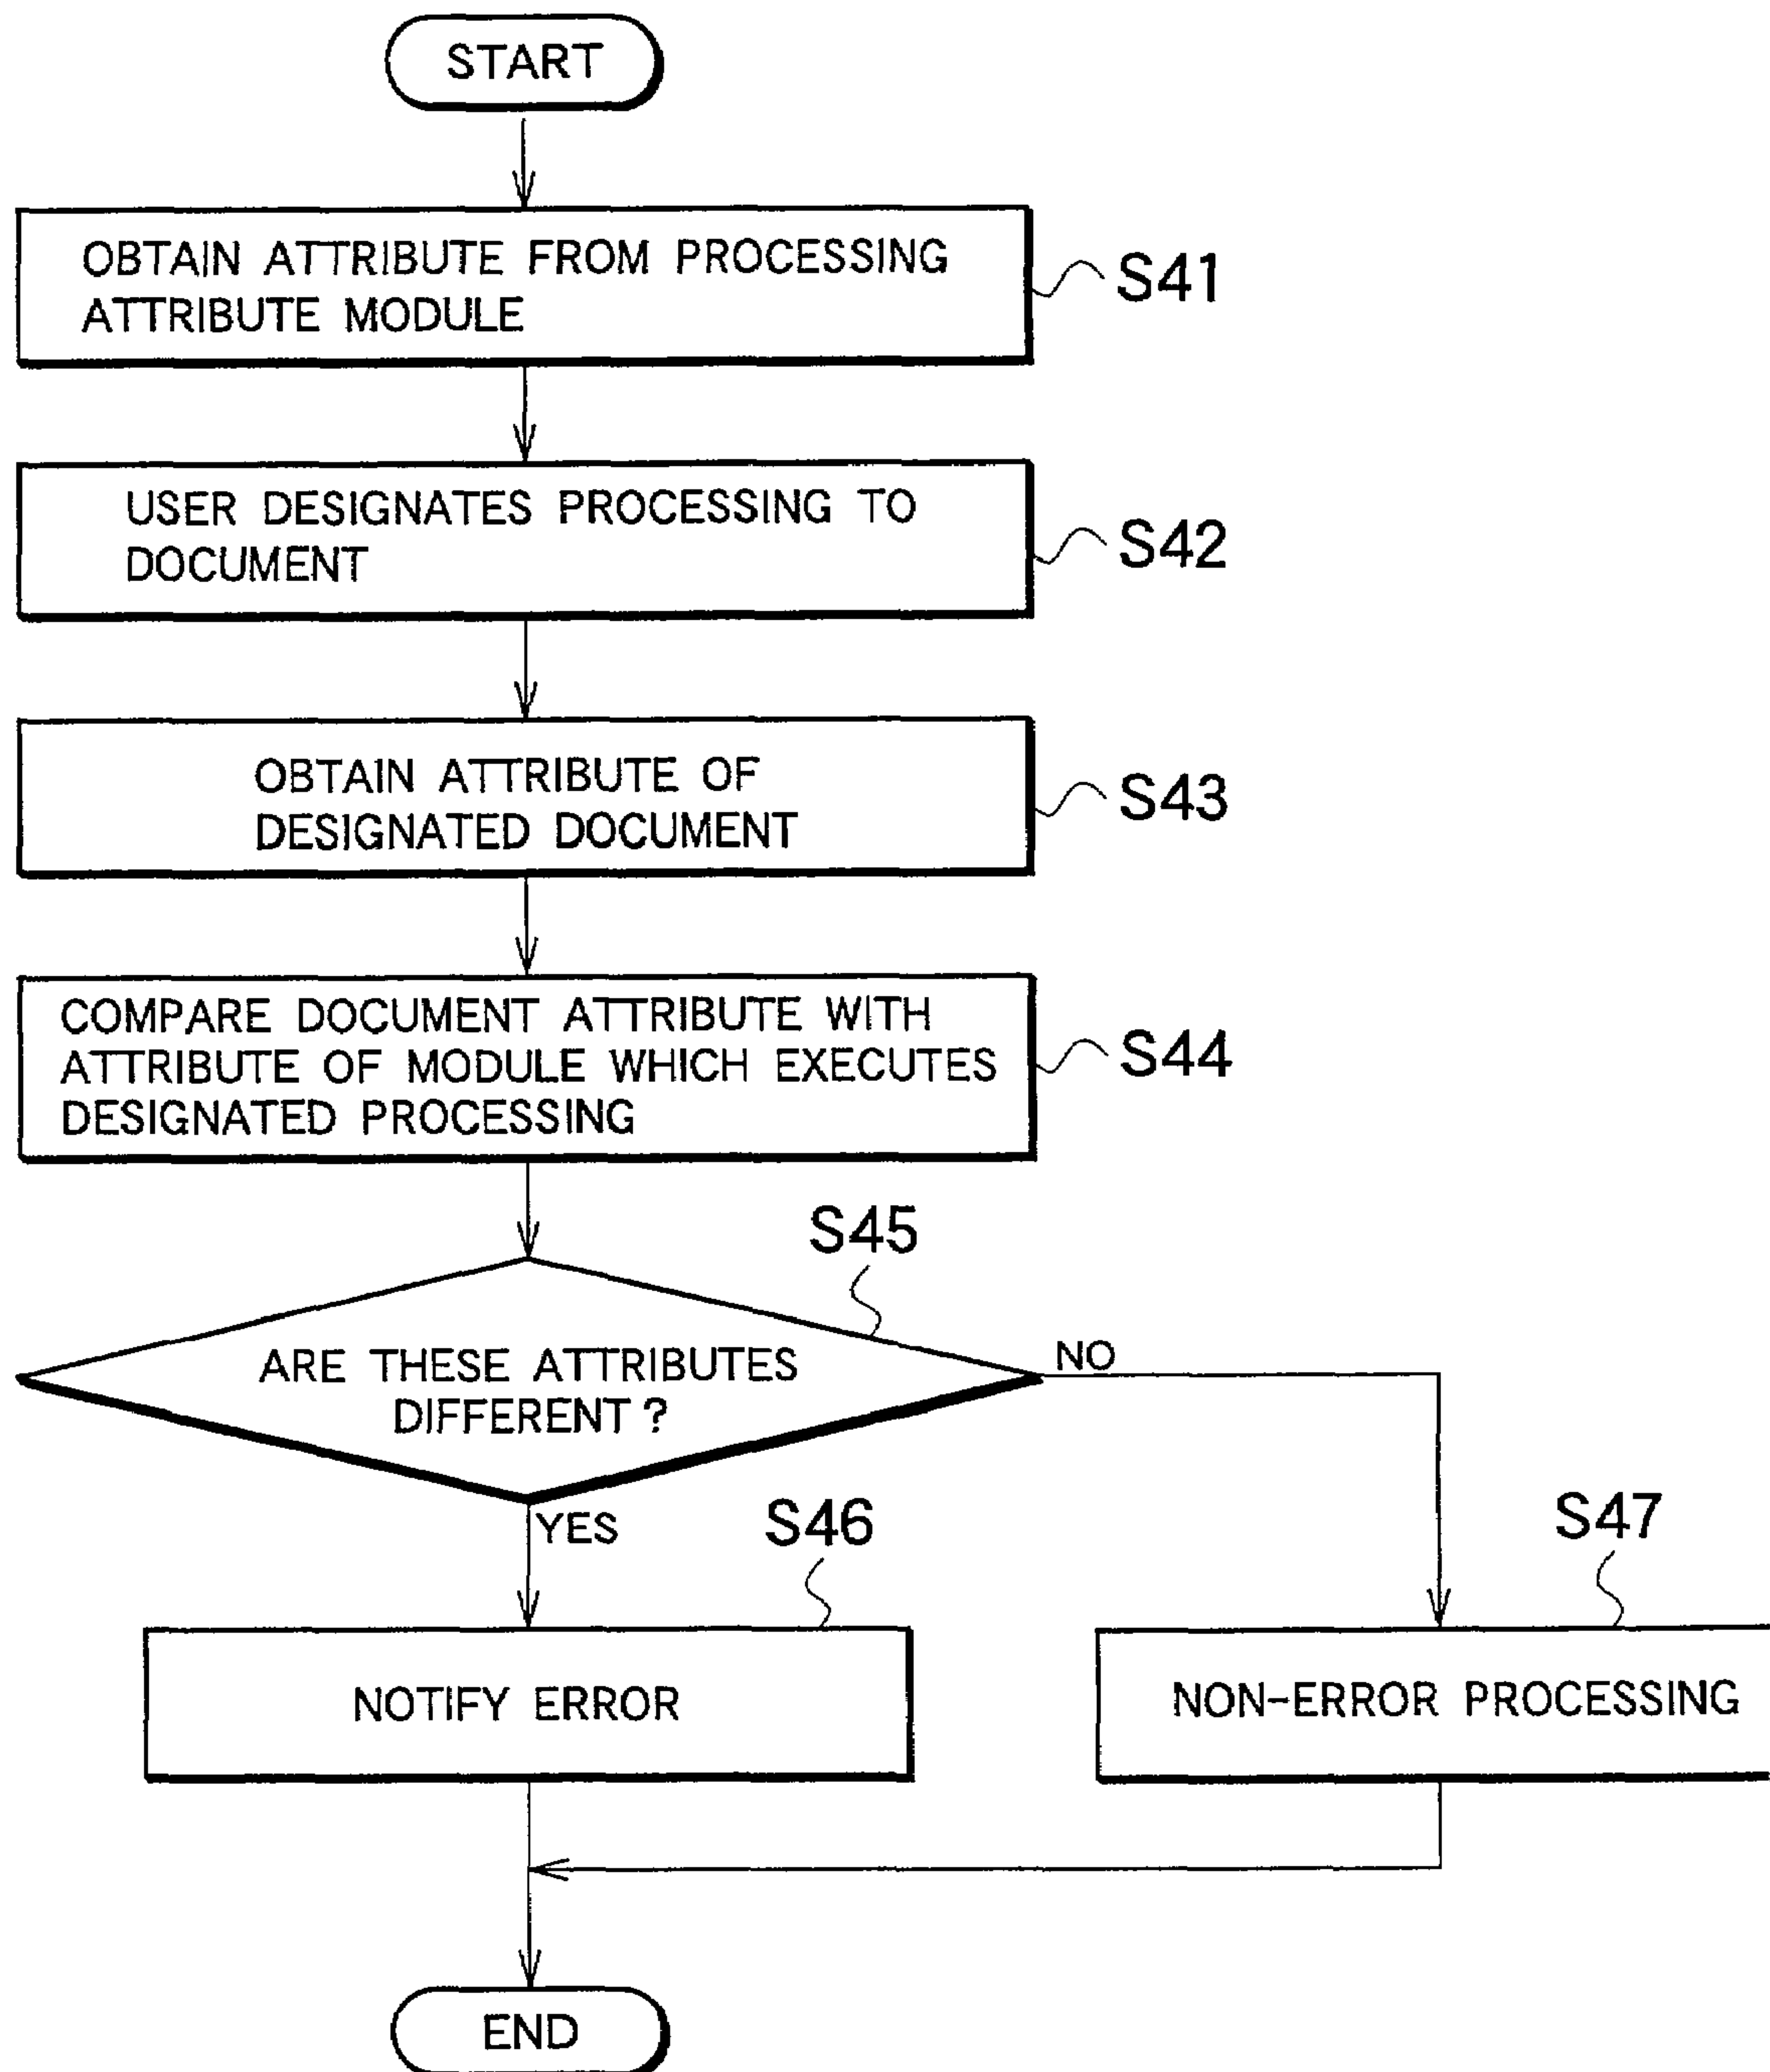 START
OBTAIN ATTRIBUTE FROM PROCESSING
ATTRIBUTE MODULE
S41
USER DESIGNATES PROCESSING TO
DOCUMENT
S42
OBTAIN ATTRIBUTE OF
DESIGNATED DOCUMENT
S43
COMPARE DOCUMENT ATTRIBUTE WITH
ATTRIBUTE OF MODULE WHICH EXECUTES
DESIGNATED PROCESSING
S44
S45
ARE THESE ATTRIBUTES
DIFFERENT?
NO
YES
S46
NOTIFY ERROR
S47
NON-ERROR PROCESSING
END